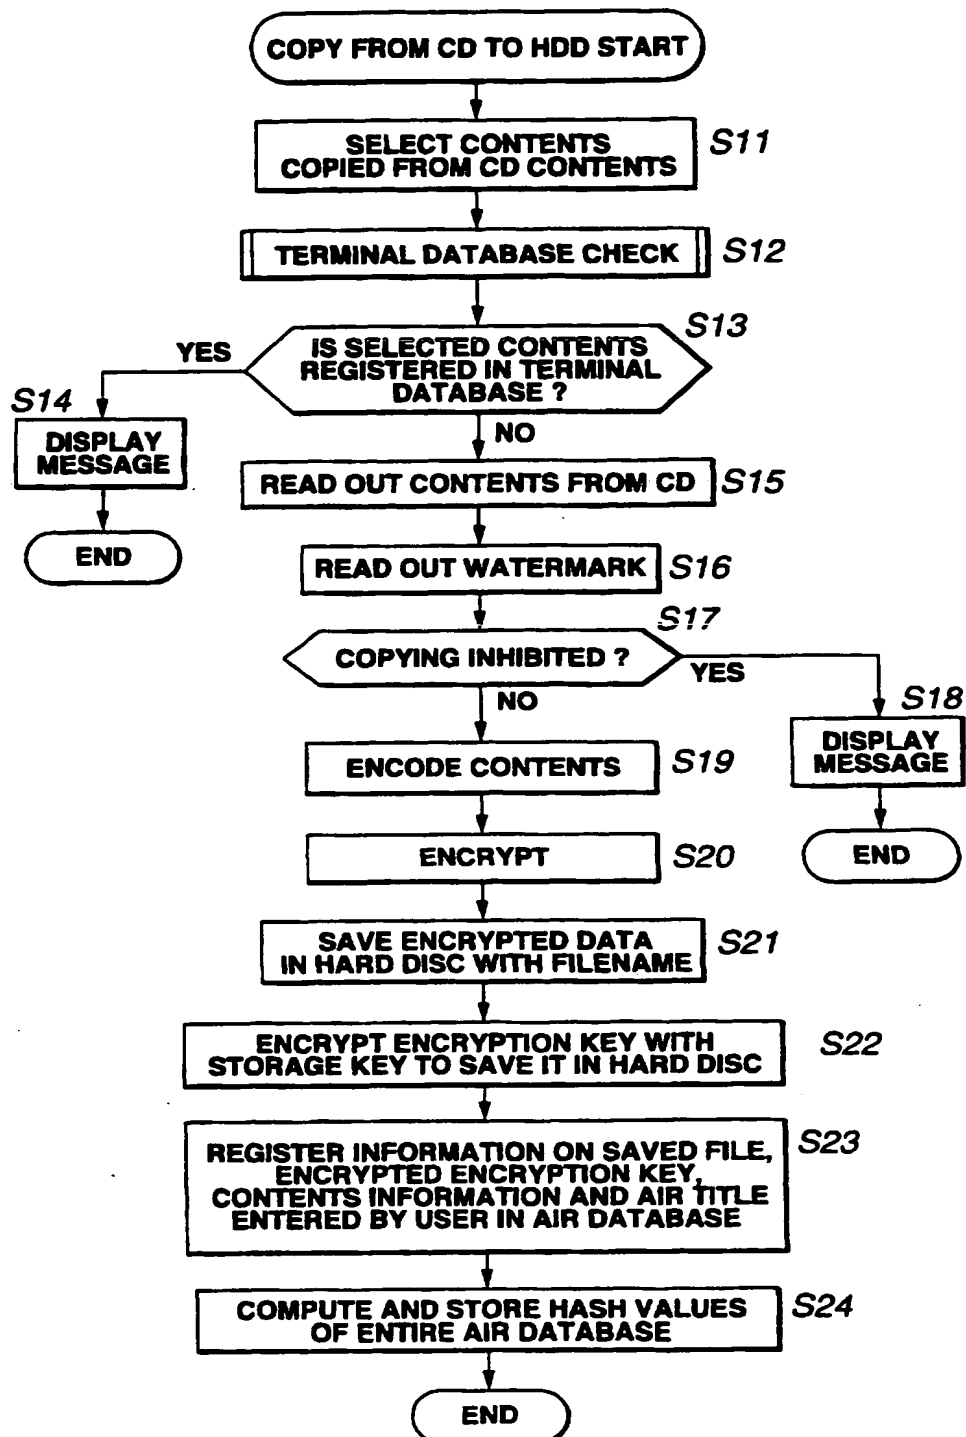 COPY FROM CD TO HDD START
SELECT CONTENTS
COPIED FROM CD CONTENTS
S11
TERMINAL DATABASE CHECK
S12
IS SELECTED CONTENTS
REGISTERED IN TERMINAL
DATABASE ?
S13
YES
NO
S14
DISPLAY
MESSAGE
END
READ OUT CONTENTS FROM CD
S15
READ OUT WATERMARK
S16
COPYING INHIBITED ?
S17
YES
NO
S18
DISPLAY
MESSAGE
END
ENCODE CONTENTS
S19
ENCRYPT
S20
SAVE ENCRYPTED DATA
IN HARD DISC WITH FILENAME
S21
ENCRYPT ENCRYPTION KEY WITH
STORAGE KEY TO SAVE IT IN HARD DISC
S22
REGISTER INFORMATION ON SAVED FILE,
ENCRYPTED ENCRYPTION KEY,
CONTENTS INFORMATION AND AIR TITLE
ENTERED BY USER IN AIR DATABASE
S23
COMPUTE AND STORE HASH VALUES
OF ENTIRE AIR DATABASE
S24
END